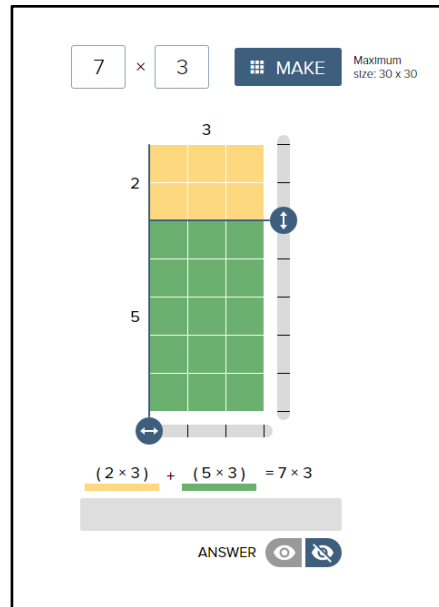 7 × 3 MAKE Maximum
size: 30 x 30
3
2
5
( 2 × 3 ) + ( 5 × 3 ) = 7 × 3
ANSWER